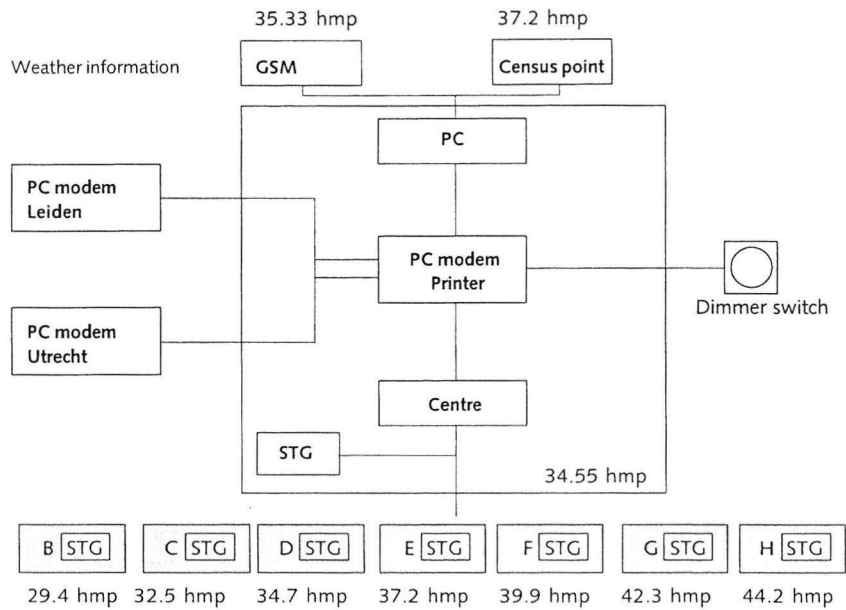 35.33 hmp
37.2 hmp
Weather information
GSM
Census point
PC
PC modem
Leiden
PC modem
Printer
Dimmer switch
PC modem
Utrecht
Centre
STG
34.55 hmp
B STG
C STG
D STG
E STG
F STG
G STG
H STG
29.4 hmp
32.5 hmp
34.7 hmp
37.2 hmp
39.9 hmp
42.3 hmp
44.2 hmp